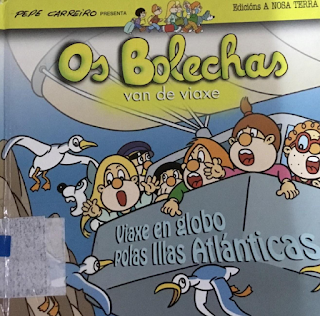 PEPE CARREIRO PRESENTA
Edicións A NOSA TERRA
Os Bolechas
van de viaxe
Viaxe en globo
polas Illas Atlánticas